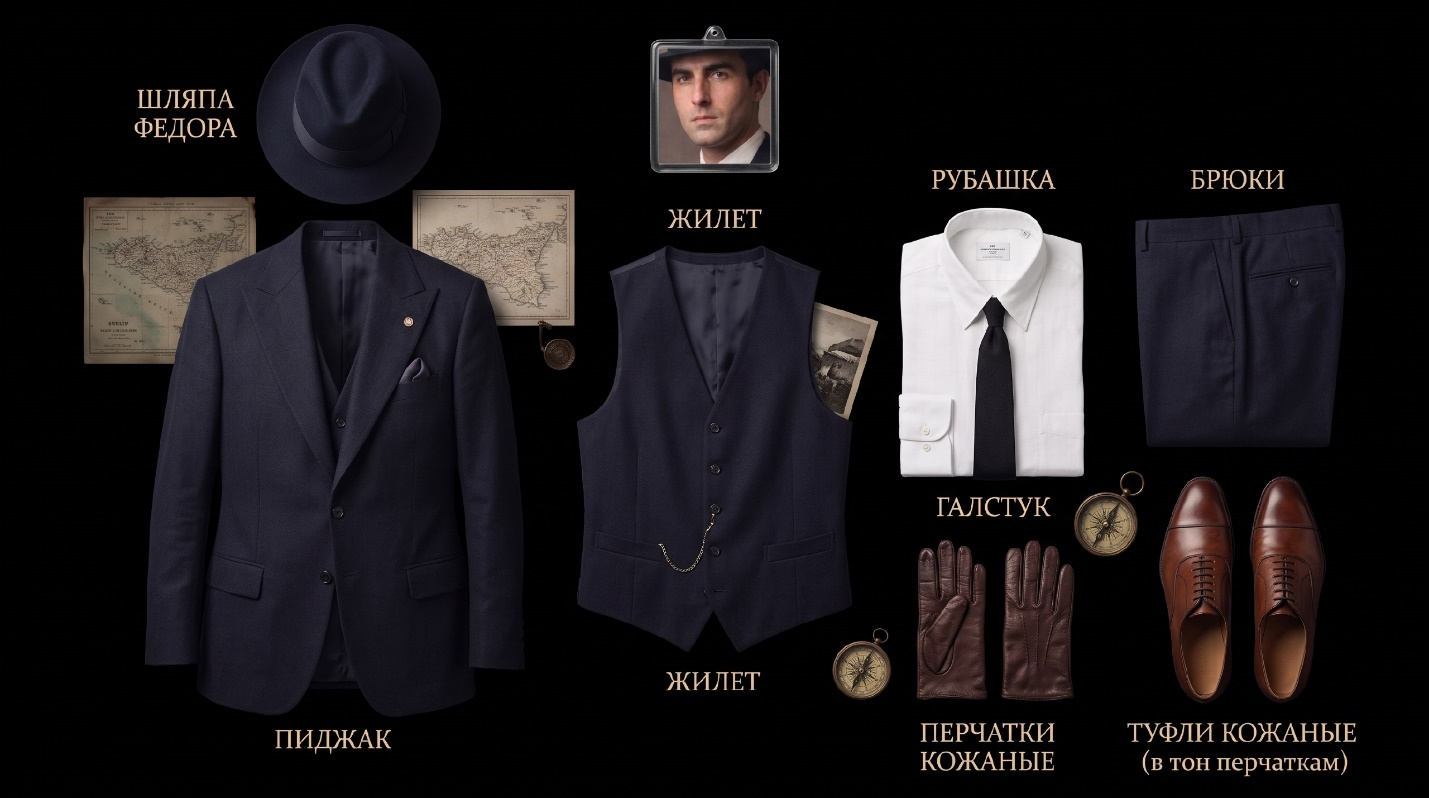 ШЛЯПА
ФЕДОРА
ЖИЛЕТ
РУБАШКА
БРЮКИ
ГАЛСТУК
ЖИЛЕТ
ПИДЖАК
ПЕРЧАТКИ
КОЖАНЫЕ
ТУФЛИ КОЖАНЫЕ
(в тон перчаткам)